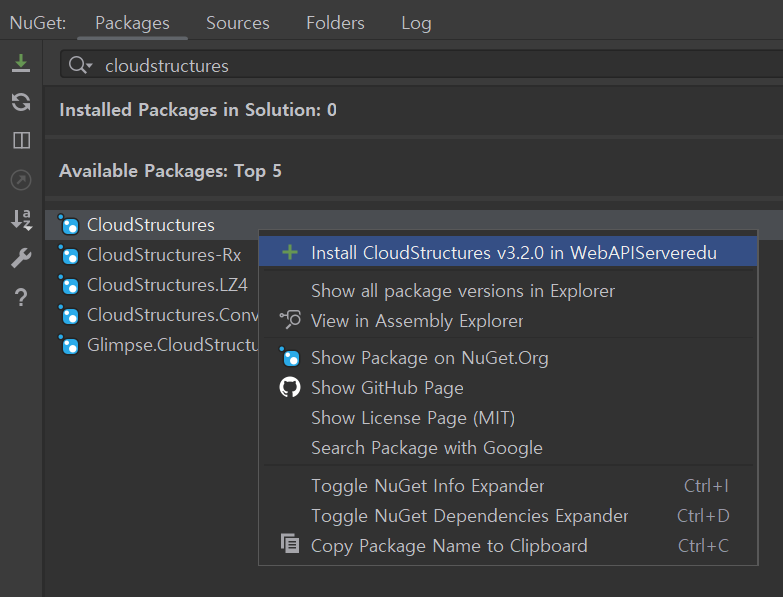 NuGet: Packages Sources Folders Log
cloudstructures
Installed Packages in Solution: 0
Available Packages: Top 5
CloudStructures
CloudStructures-Rx
CloudStructures.LZ4
CloudStructures.Conv
Glimpse.CloudStructu
Install CloudStructures v3.2.0 in WebAPIServeredu
Show all package versions in Explorer
View in Assembly Explorer
Show Package on NuGet.Org
Show GitHub Page
Show License Page (MIT)
Search Package with Google
Toggle NuGet Info Expander Ctrl+I
Toggle NuGet Dependencies Expander Ctrl+D
Copy Package Name to Clipboard Ctrl+C